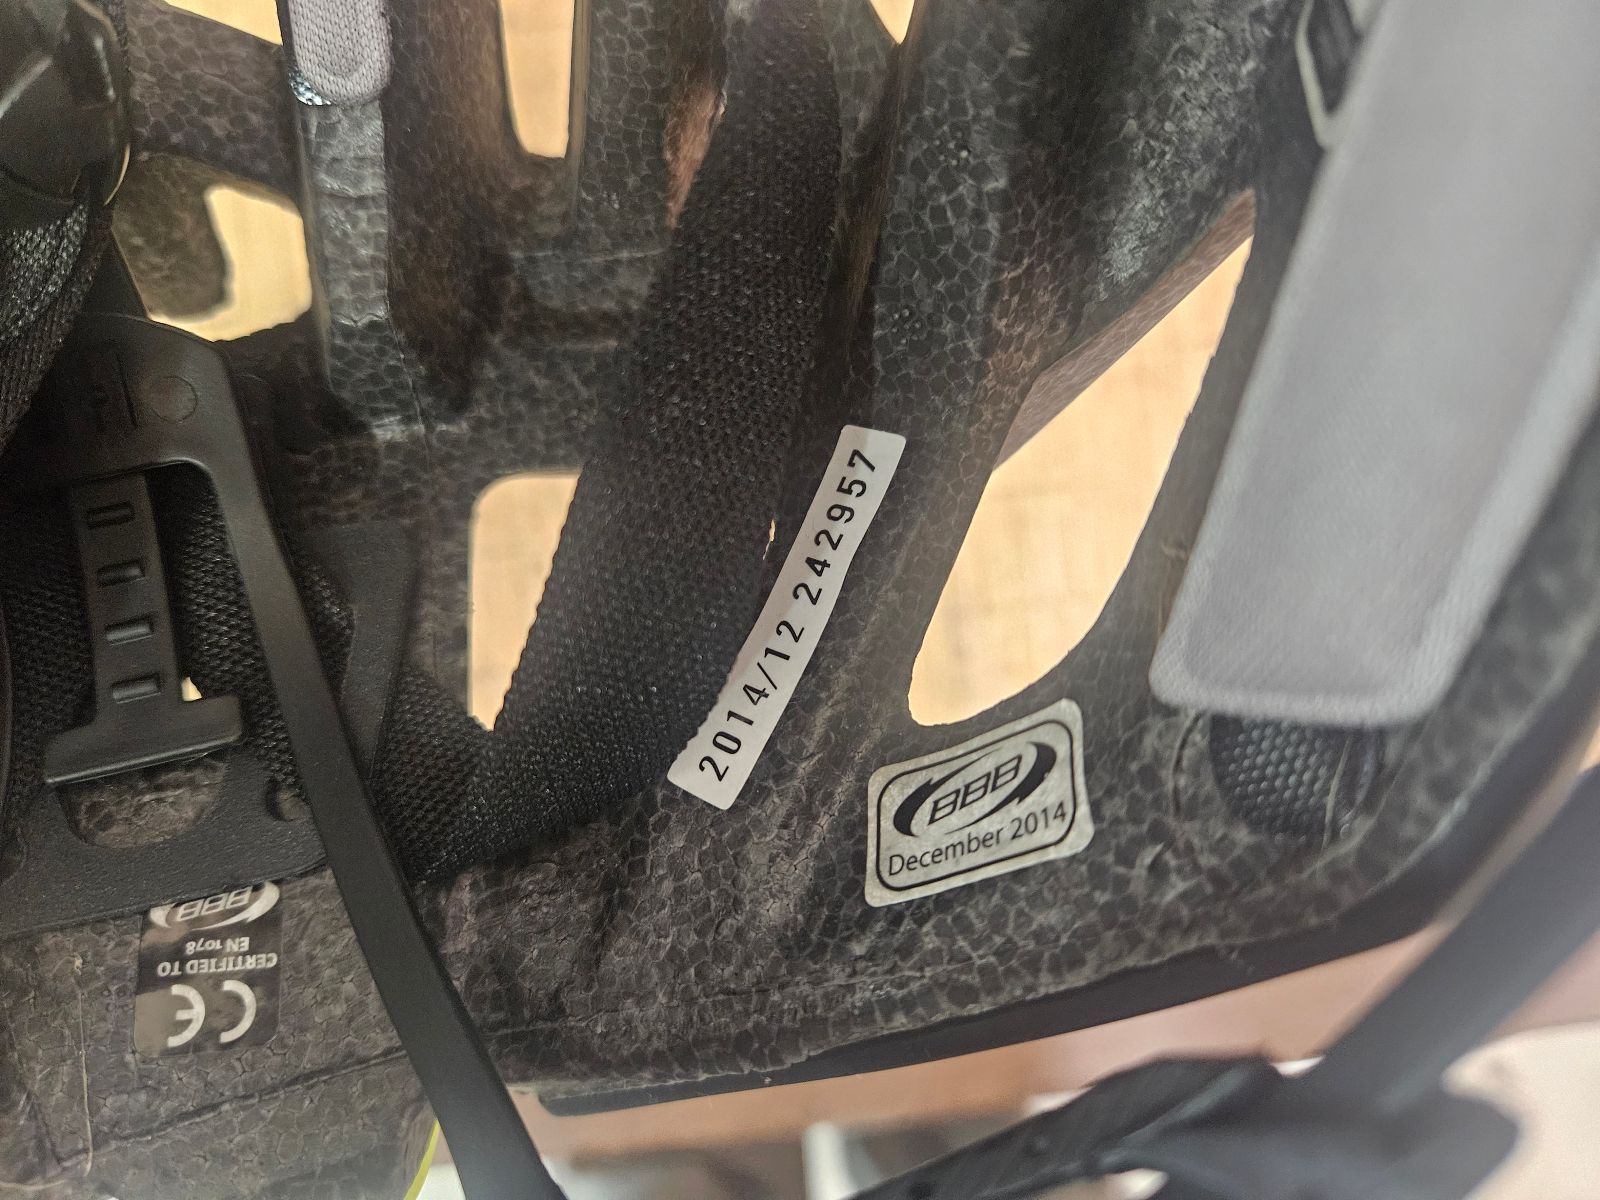 2014/12 242957
BBB
December 2014
BBB
EN 1078
CERTIFIED TO
CE